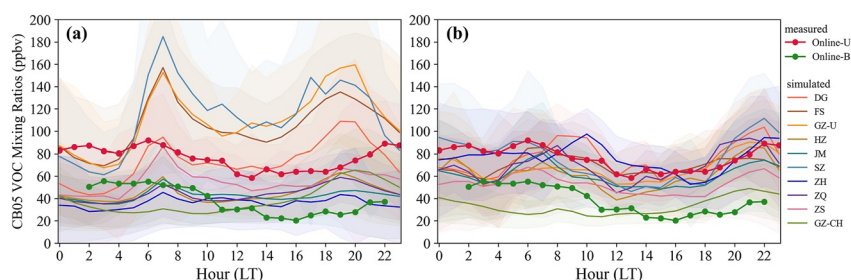 CB05 VOC Mixing Ratios (ppbv)
200
180
160
140
120
100
80
60
40
20
0
(a)
0 2 4 6 8 10 12 14 16 18 20 22
Hour (LT)
200
180
160
140
120
100
80
60
40
20
0
(b)
0 2 4 6 8 10 12 14 16 18 20 22
Hour (LT)
measured
Online-U
Online-B
simulated
DG
FS
GZ-U
HZ
JM
SZ
ZH
ZQ
ZS
GZ-CH